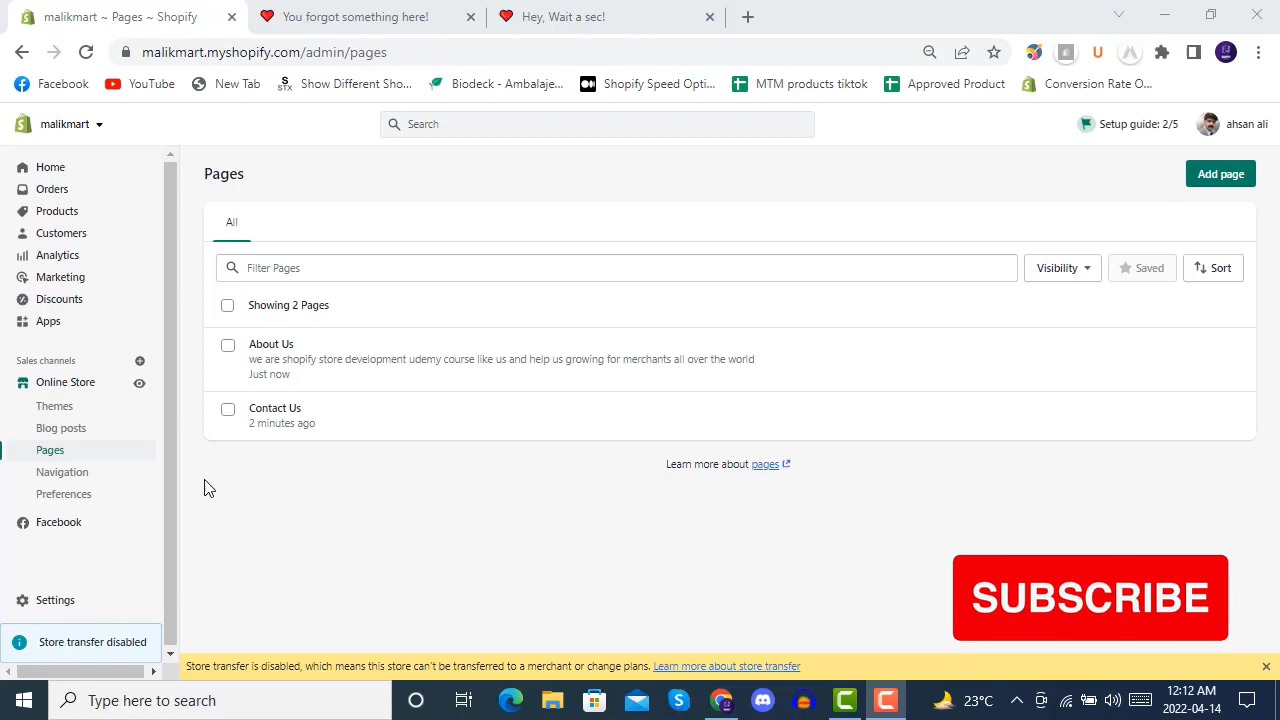 malikmart ~ Pages ~ Shopify
You forgot something here!
Hey, Wait a sec!
malikmart.myshopify.com/admin/pages
U
Facebook
YouTube
New Tab
S
STX
Show Different Sho...
Biodeck - Ambalaje...
Shopify Speed Opti...
MTM products tiktok
Approved Product
Conversion Rate O...
malikmart
Search
Setup guide: 2/5
ahsan ali
Home
Orders
Products
Customers
Analytics
Marketing
Discounts
Apps
Sales channels
Online Store
Themes
Blog posts
Pages
Navigation
Preferences
Facebook
Settings
Store transfer disabled
Pages
Add page
All
Filter Pages
Visibility
Saved
Sort
Showing 2 Pages
About Us
we are shopify store development udemy course like us and help us growing for merchants all over the world
Just now
Contact Us
2 minutes ago
Learn more about pages
SUBSCRIBE
Store transfer is disabled, which means this store can't be transferred to a merchant or change plans. Learn more about store transfer
Type here to search
23°C
12:12 AM
2022-04-14